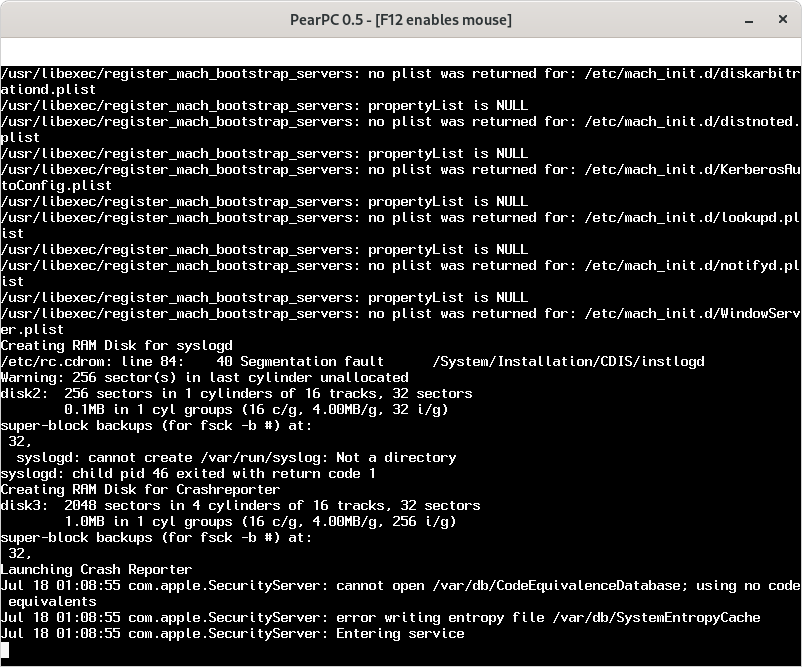 PearPC 0.5 - [F12 enables mouse]
/usr/libexec/register_mach_bootstrap_servers: no plist was returned for: /etc/mach_init.d/diskarbitr
ationd.plist
/usr/libexec/register_mach_bootstrap_servers: propertyList is NULL
/usr/libexec/register_mach_bootstrap_servers: no plist was returned for: /etc/mach_init.d/distnoted.
plist
/usr/libexec/register_mach_bootstrap_servers: propertyList is NULL
/usr/libexec/register_mach_bootstrap_servers: no plist was returned for: /etc/mach_init.d/KerberosAu
toConfig.plist
/usr/libexec/register_mach_bootstrap_servers: propertyList is NULL
/usr/libexec/register_mach_bootstrap_servers: no plist was returned for: /etc/mach_init.d/lookupd.pl
ist
/usr/libexec/register_mach_bootstrap_servers: propertyList is NULL
/usr/libexec/register_mach_bootstrap_servers: no plist was returned for: /etc/mach_init.d/notifyd.pl
ist
/usr/libexec/register_mach_bootstrap_servers: propertyList is NULL
/usr/libexec/register_mach_bootstrap_servers: no plist was returned for: /etc/mach_init.d/WindowServ
er.plist
Creating RAM Disk for syslogd
/etc/rc.cdrom: line 84:    40 Segmentation fault      /System/Installation/CDIS/instlogd
Warning: 256 sector(s) in last cylinder unallocated
disk2:  256 sectors in 1 cylinders of 16 tracks, 32 sectors
        0.1MB in 1 cyl groups (16 c/g, 4.00MB/g, 32 i/g)
super-block backups (for fsck -b #) at:
 32,
  syslogd: cannot create /var/run/syslog: Not a directory
syslogd: child pid 46 exited with return code 1
Creating RAM Disk for Crashreporter
disk3:  2048 sectors in 4 cylinders of 16 tracks, 32 sectors
        1.0MB in 1 cyl groups (16 c/g, 4.00MB/g, 256 i/g)
super-block backups (for fsck -b #) at:
 32,
Launching Crash Reporter
Jul 18 01:08:55 com.apple.SecurityServer: cannot open /var/db/CodeEquivalenceDatabase; using no code
 equivalents
Jul 18 01:08:55 com.apple.SecurityServer: error writing entropy file /var/db/SystemEntropyCache
Jul 18 01:08:55 com.apple.SecurityServer: Entering service